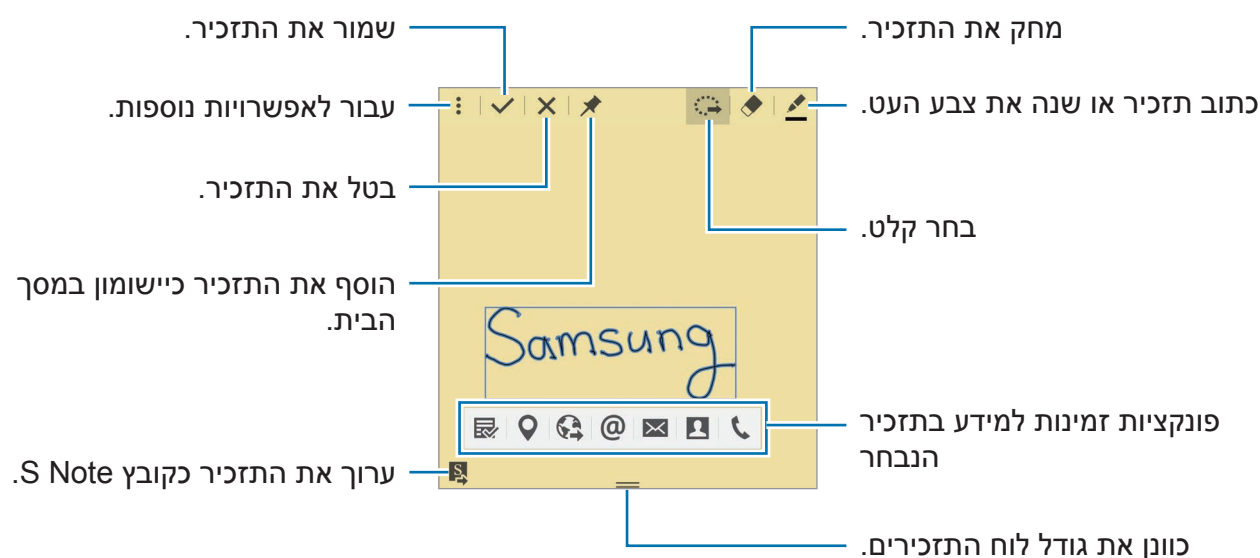 שמור את התזכיר.
מחק את התזכיר.
עבור לאפשרויות נוספות.
כתוב תזכיר או שנה את צבע העט.
בטל את התזכיר.
בחר קלט.
הוסף את התזכיר כיישומון במסך
הבית.
Samsung
פונקציות זמינות למידע בתזכיר
הנבחר
ערוך את התזכיר כקובץ S Note.
כוונן את גודל לוח התזכירים.